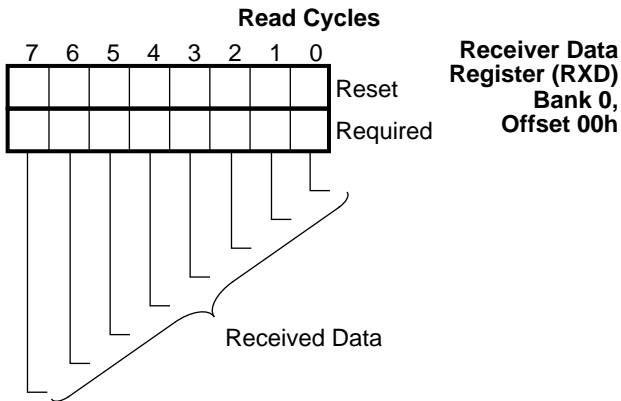 Read Cycles
7 6 5 4 3 2 1 0
Reset
Required
Receiver Data
Register (RXD)
Bank 0,
Offset 00h
Received Data